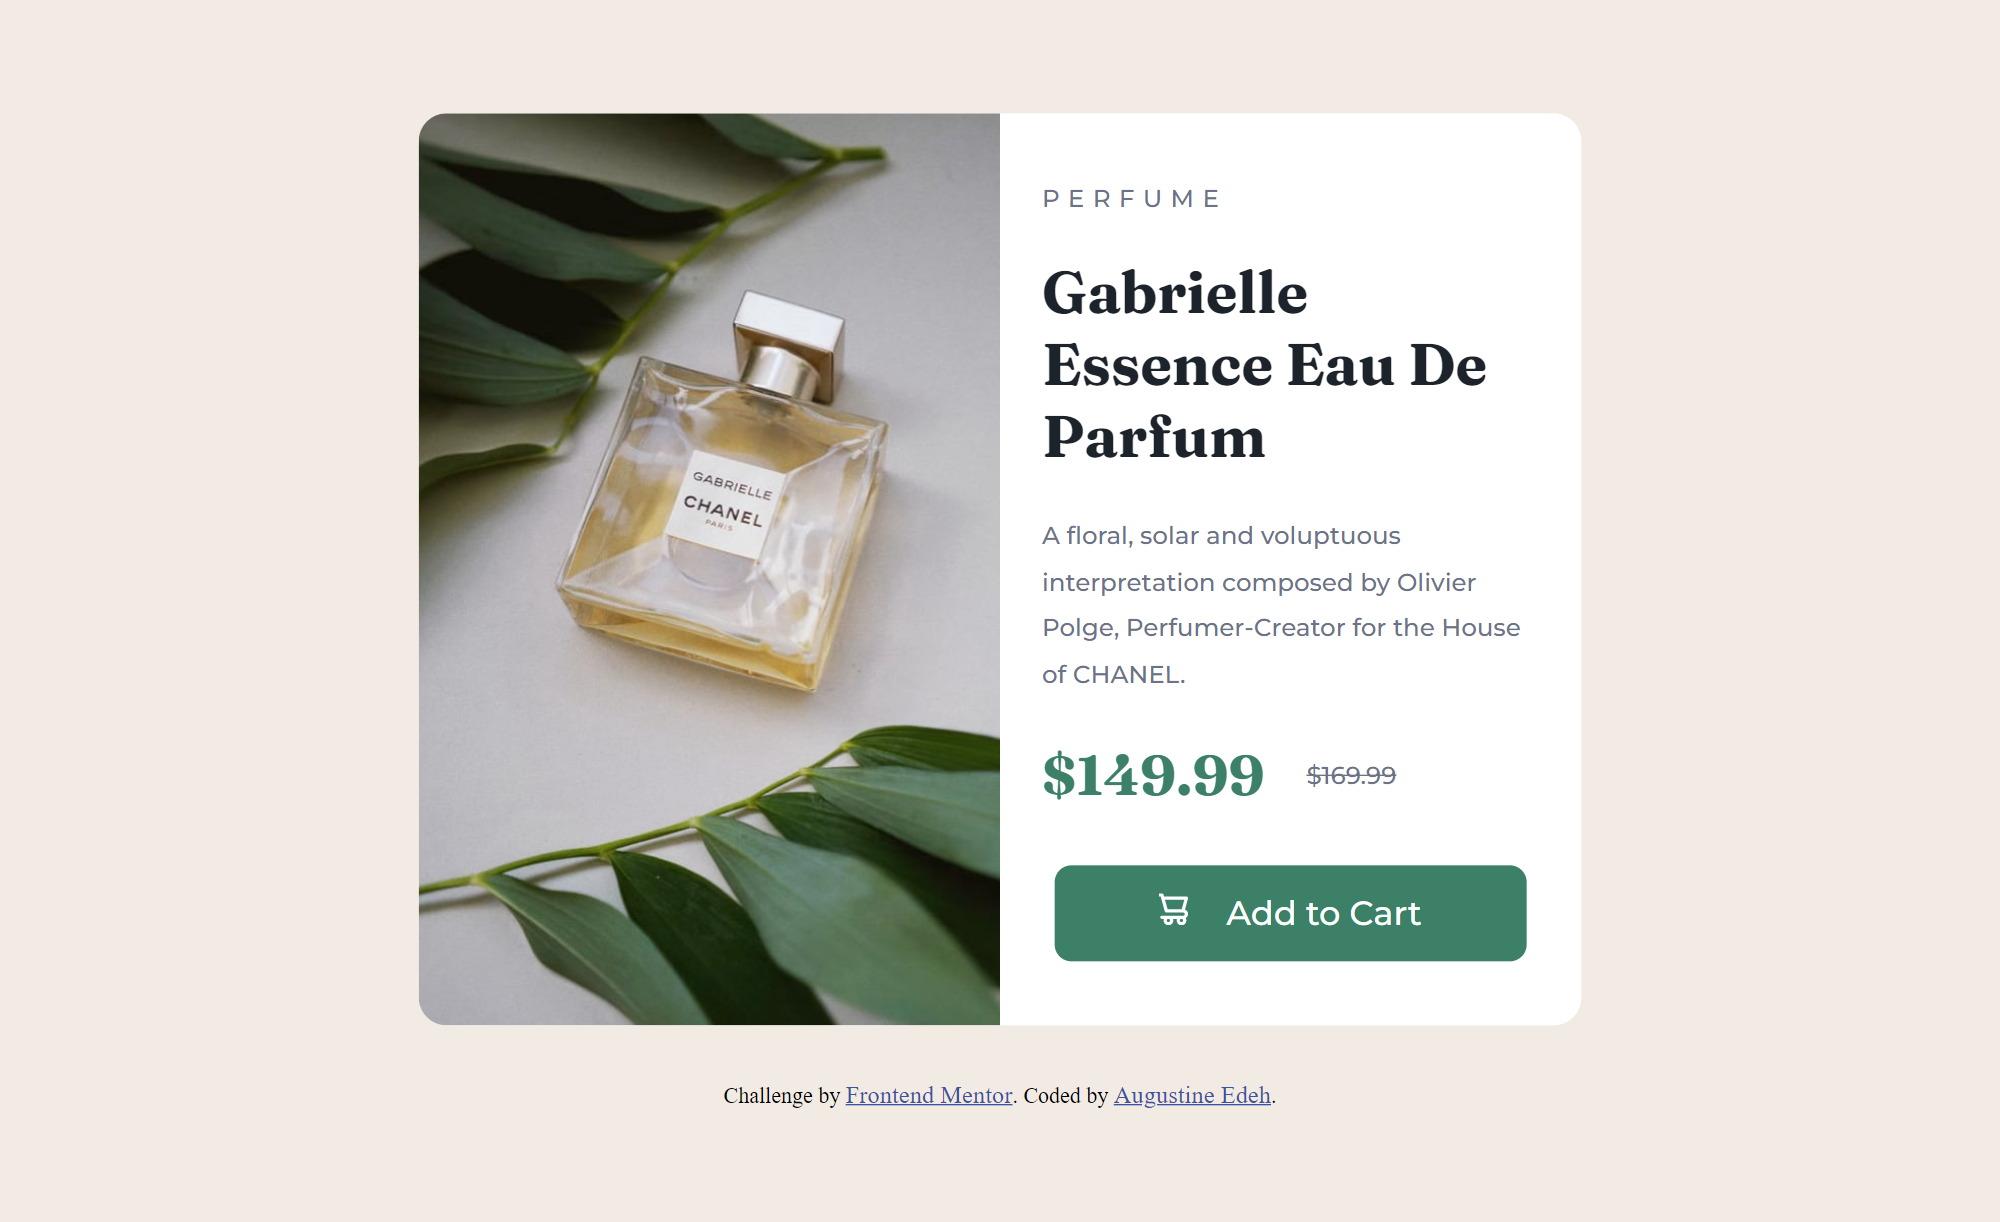 GABRIELLE
CHANEL
PARIS
PERFUME
Gabrielle
Essence Eau De
Parfum
A floral, solar and voluptuous
interpretation composed by Olivier
Polge, Perfumer-Creator for the House
of CHANEL.
$149.99 $169.99
Add to Cart
Challenge by Frontend Mentor. Coded by Augustine Edeh.